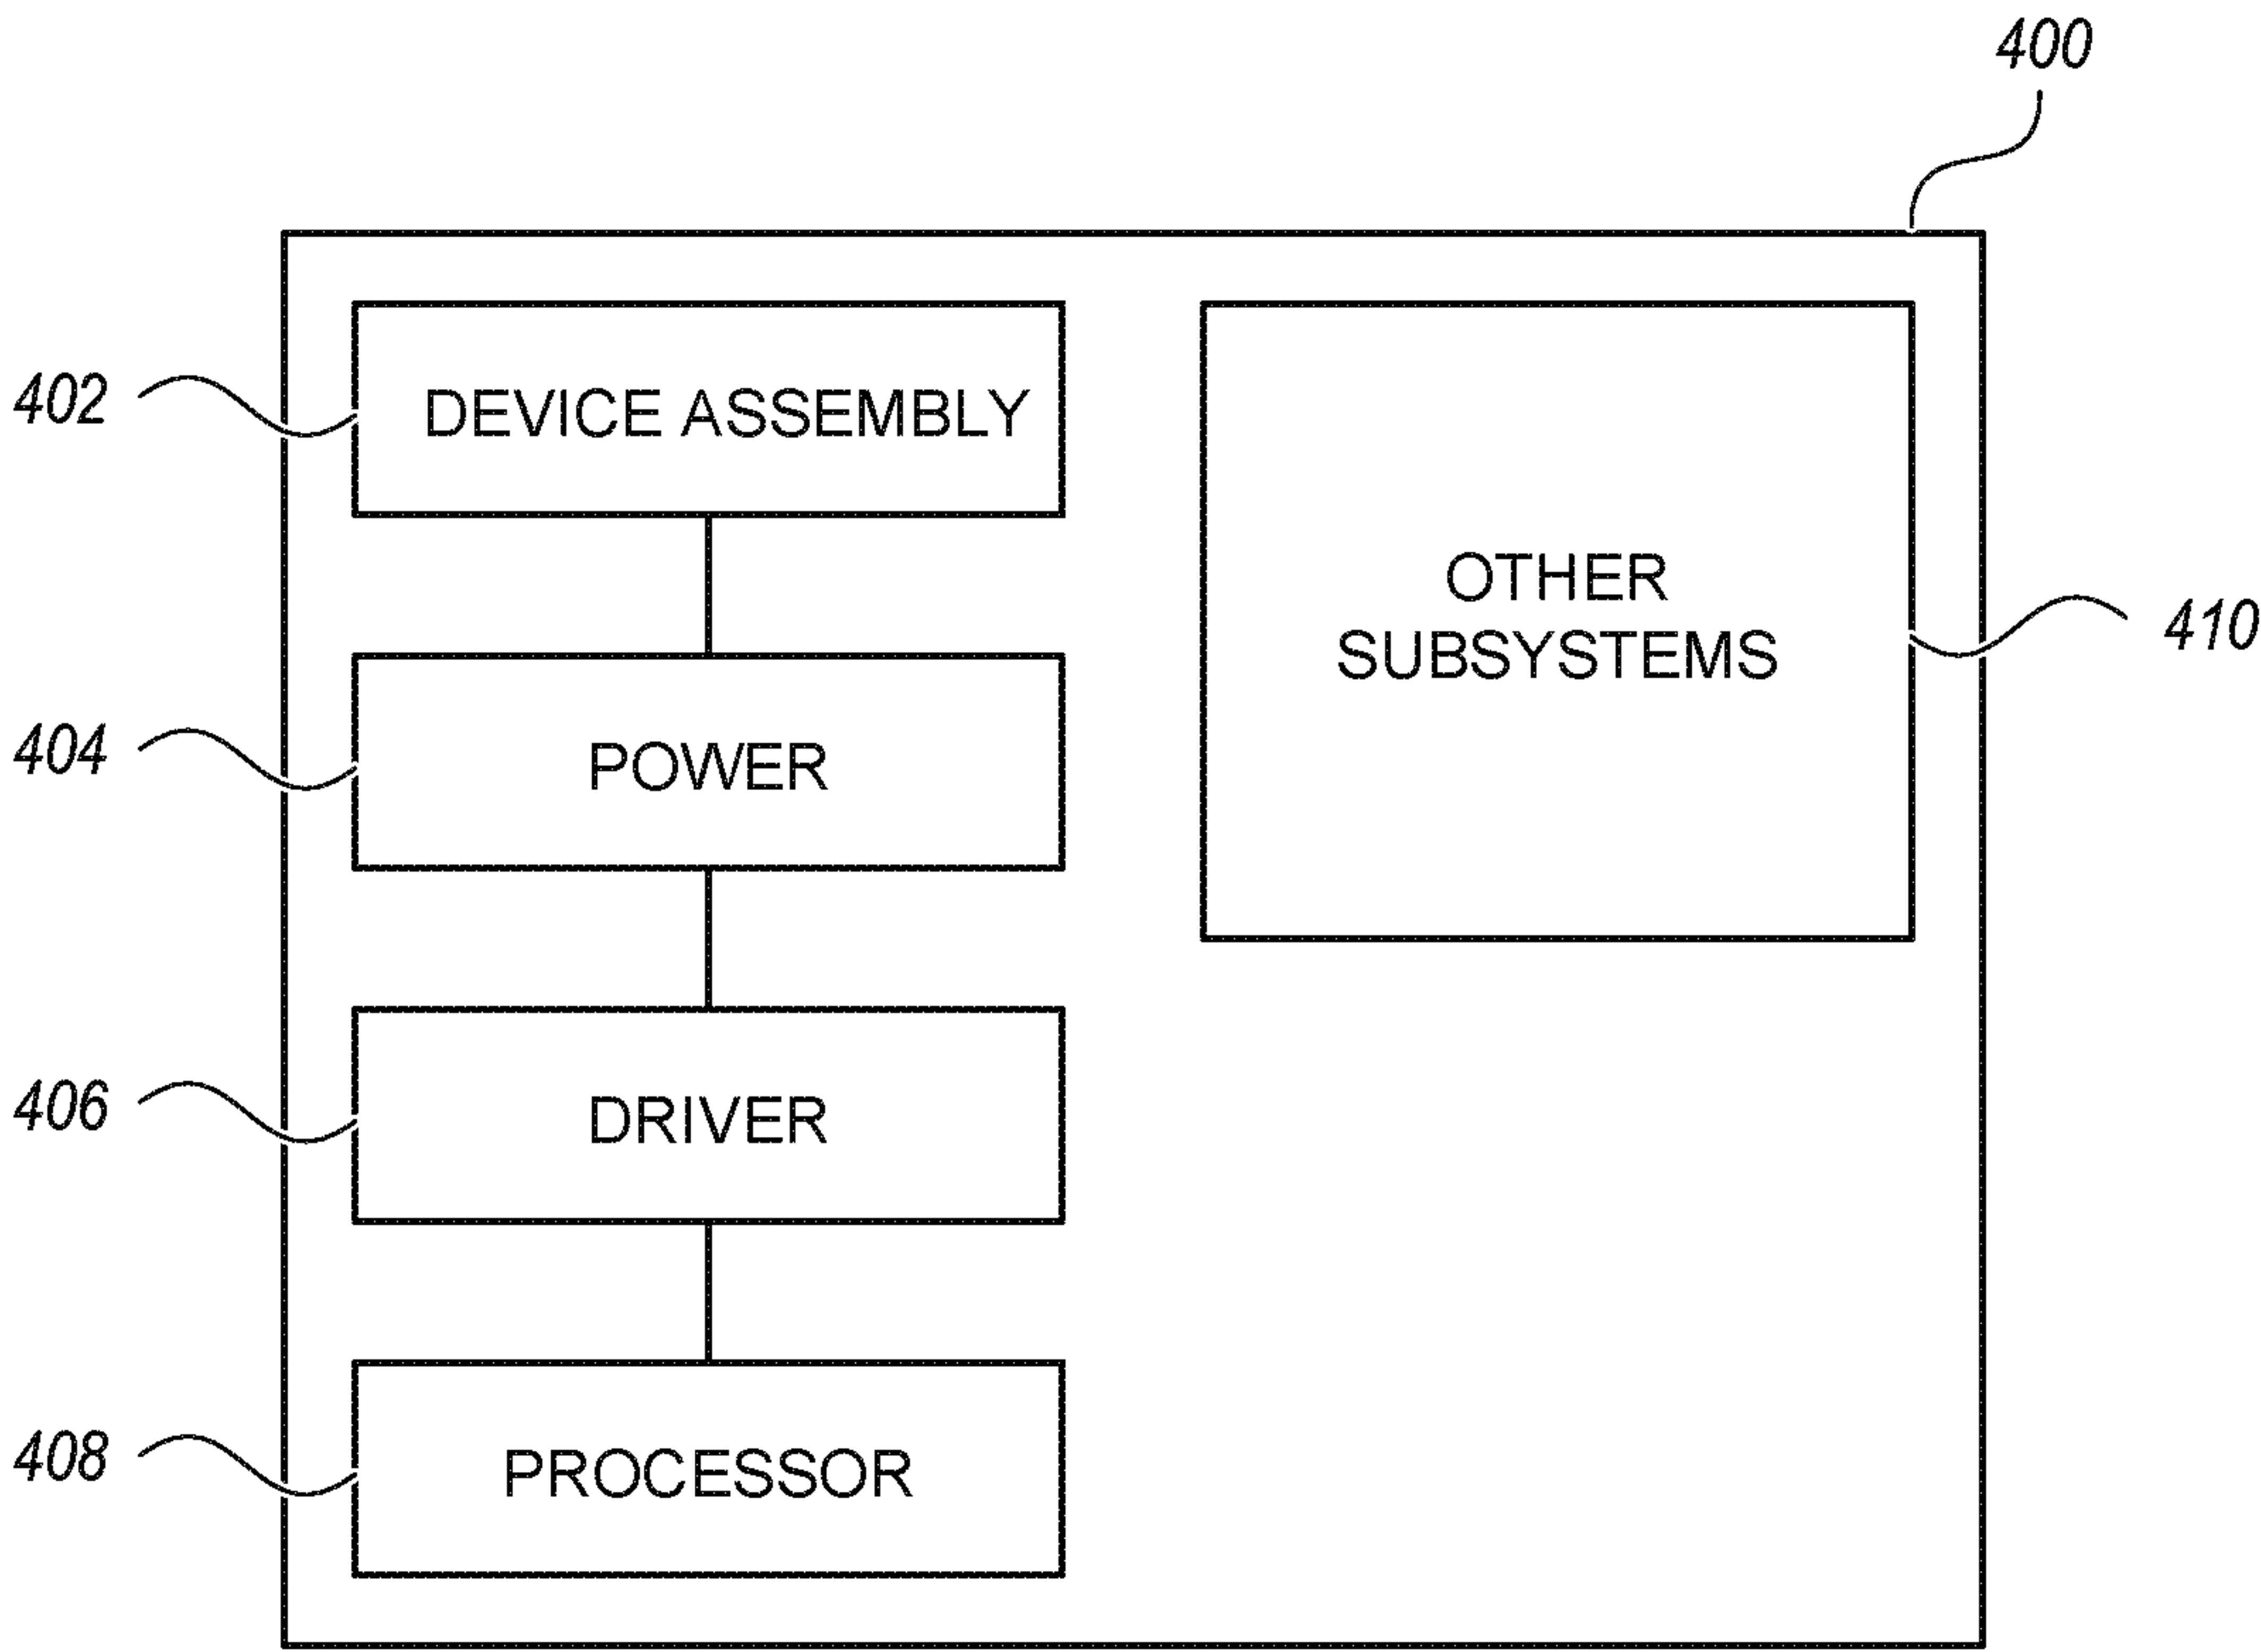 400
402
DEVICE ASSEMBLY
OTHER
SUBSYSTEMS
410
404
POWER
406
DRIVER
408
PROCESSOR